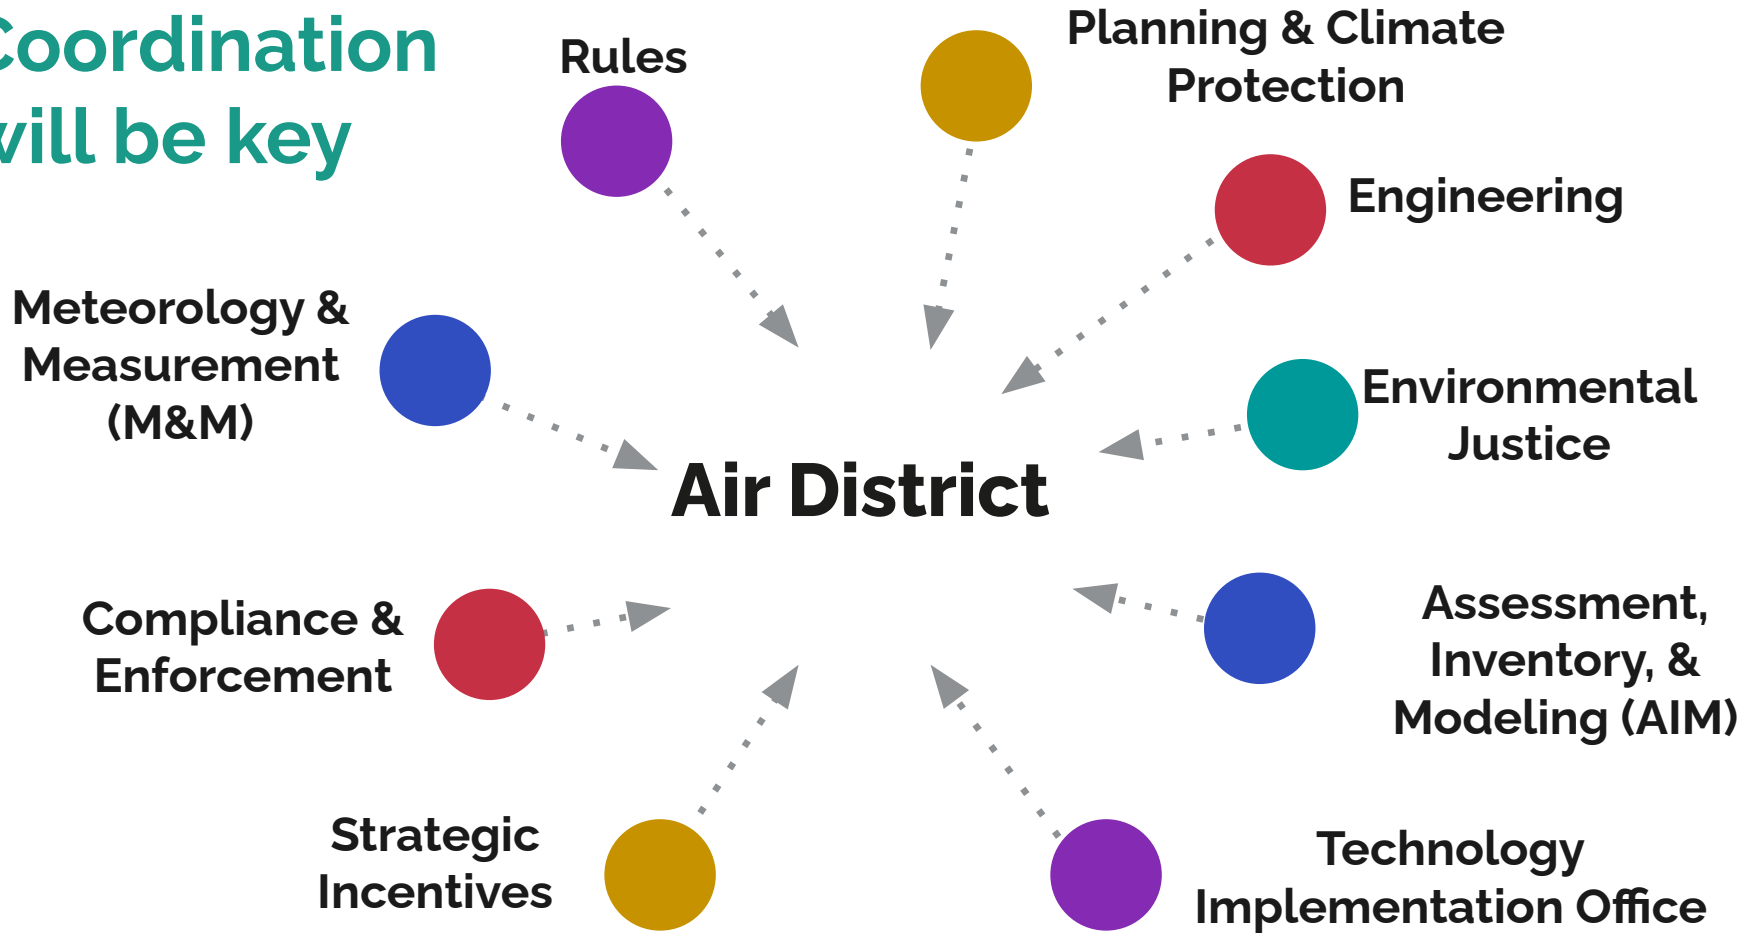 Coordination
will be key
Rules
Planning & Climate
Protection
Engineering
Meteorology &
Measurement
(M&M)
Environmental
Justice
Air District
Compliance &
Enforcement
Assessment,
Inventory, &
Modeling (AIM)
Strategic
Incentives
Technology
Implementation Office